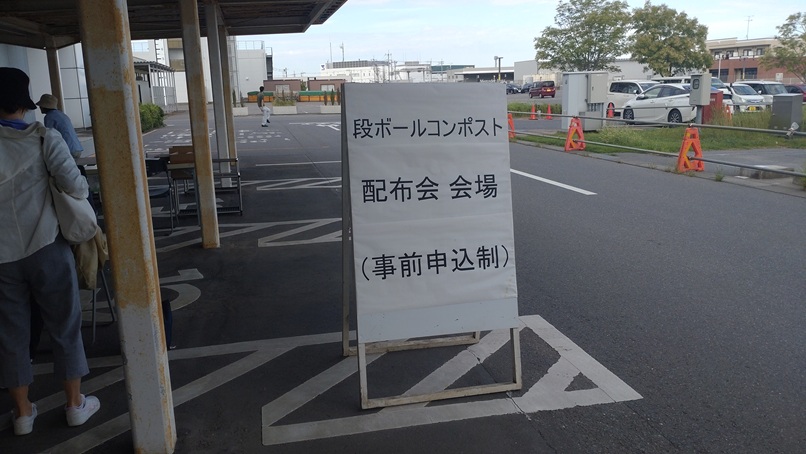 段ボールコンポスト
配布会 会場
（事前申込制）